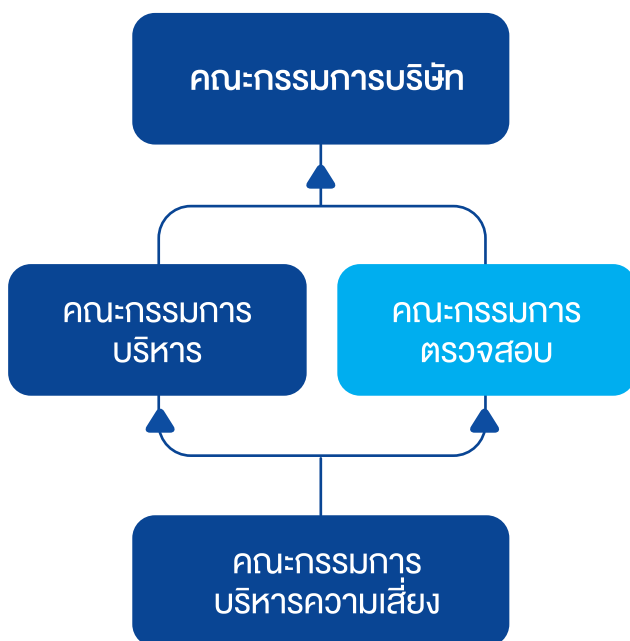 คณะกรรมการบริษัท
คณะกรรมการ
บริหาร
คณะกรรมการ
ตรวจสอบ
คณะกรรมการ
บริหารความเสี่ยง